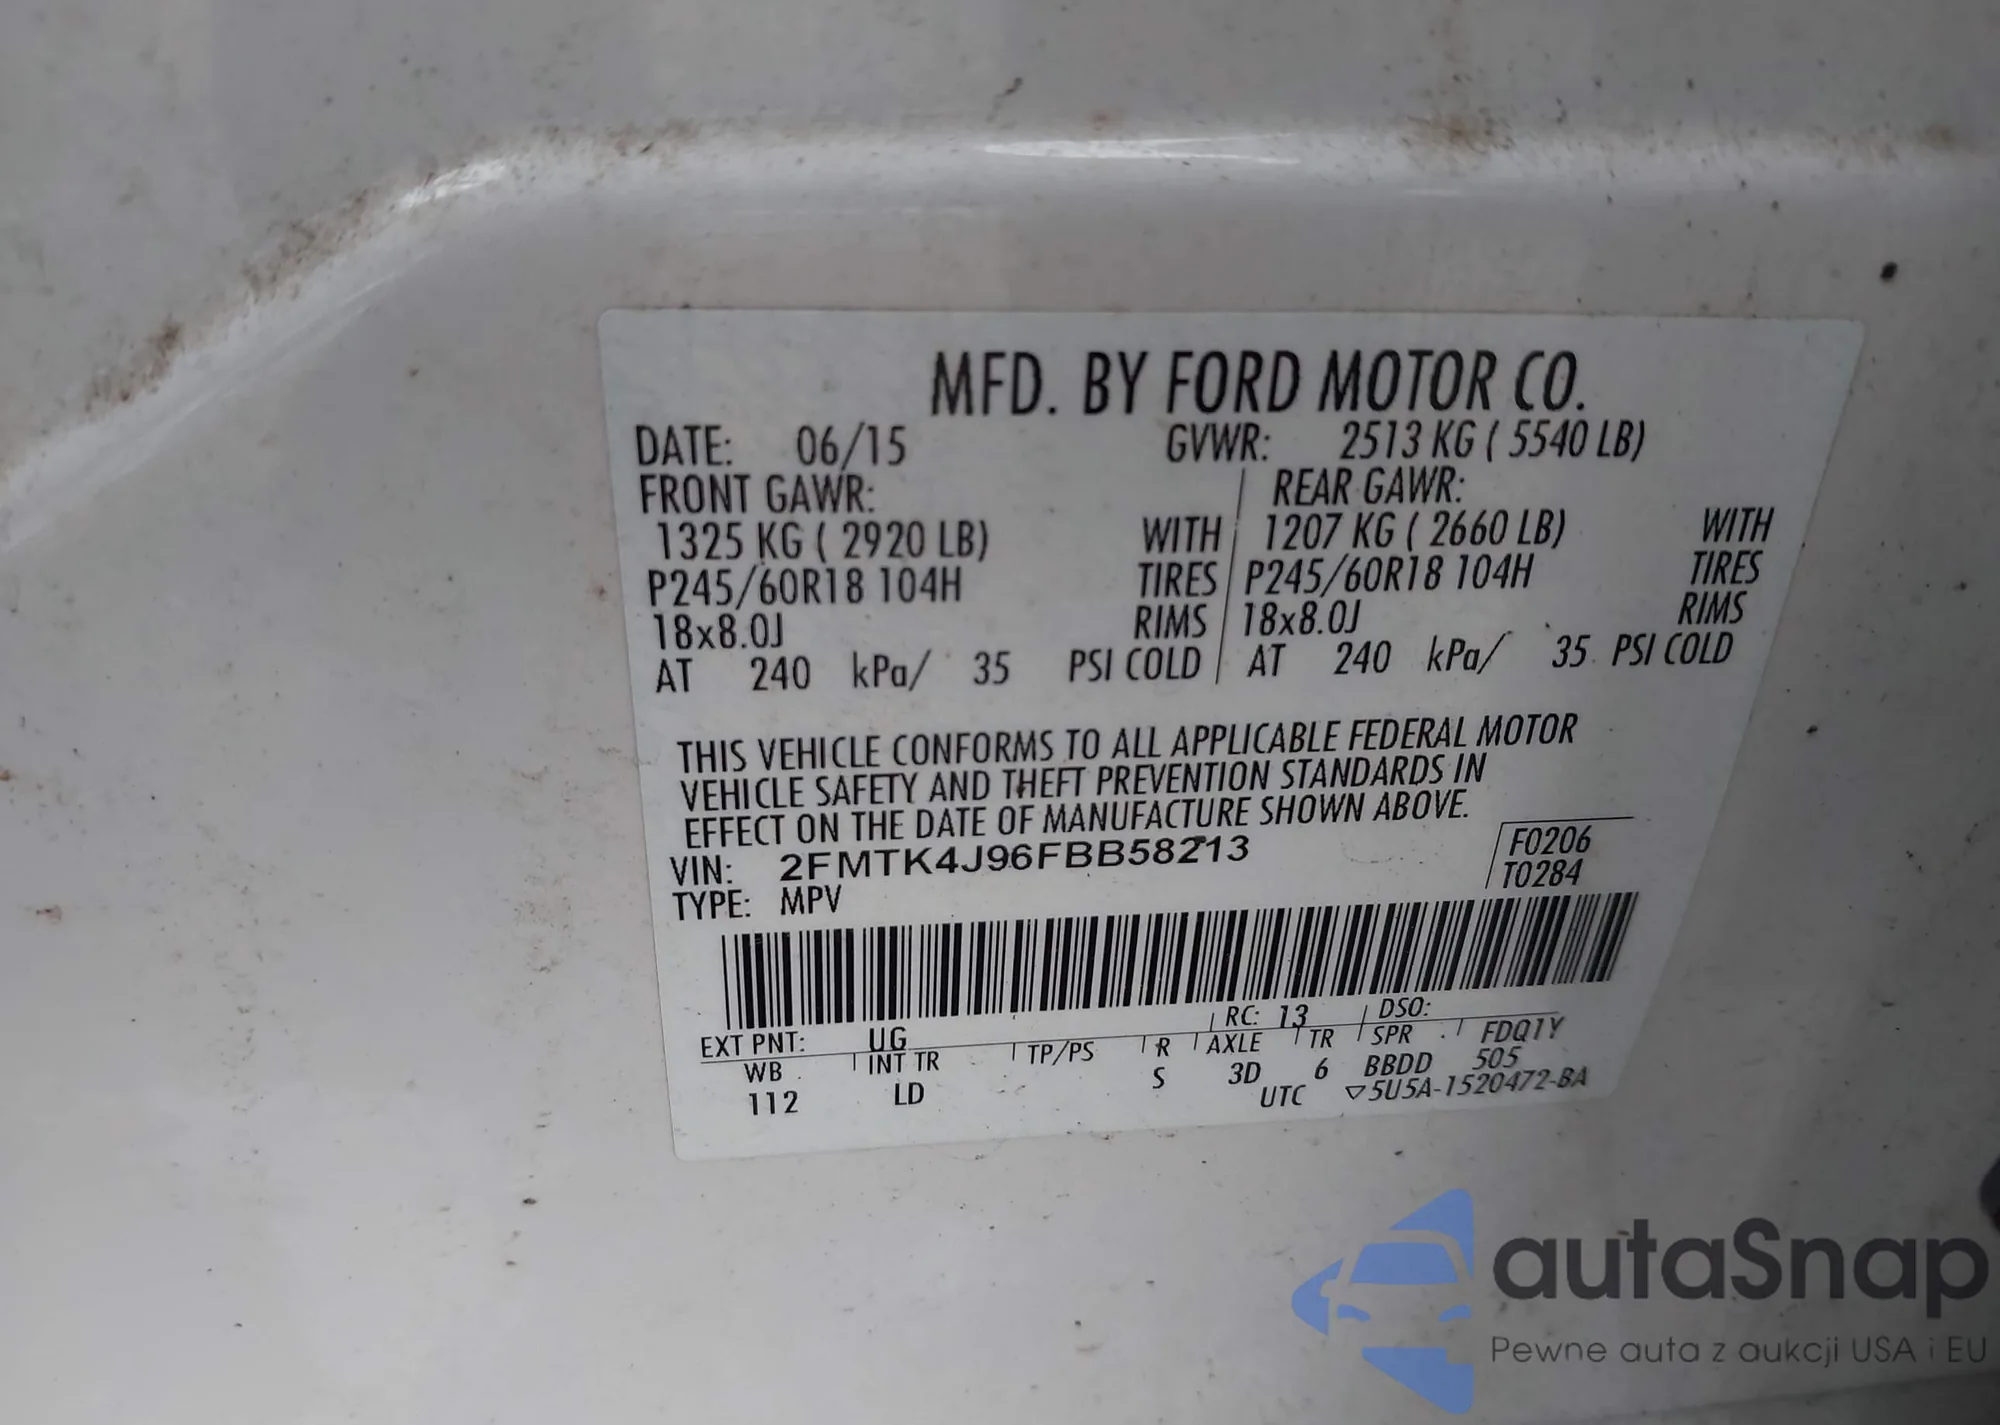 MFD. BY FORD MOTOR CO.
DATE: 06/15 GVWR: 2513 KG ( 5540 LB)
FRONT GAWR: REAR GAWR:
1325 KG ( 2920 LB) WITH 1207 KG ( 2660 LB) WITH
P245/60R18 104H TIRES P245/60R18 104H TIRES
18x8.0J RIMS 18x8.0J RIMS
AT 240 kPa/ 35 PSI COLD AT 240 kPa/ 35 PSI COLD
THIS VEHICLE CONFORMS TO ALL APPLICABLE FEDERAL MOTOR
VEHICLE SAFETY AND THEFT PREVENTION STANDARDS IN
EFFECT ON THE DATE OF MANUFACTURE SHOWN ABOVE.
VIN: 2FMTK4J96FBB58213 F0206
TYPE: MPV T0284
EXT PNT: UG RC: 13 DSO: FDQ1Y
WB INT TR TP/PS R AXLE TR SPR 505
112 LD S 3D 6 BBDD
UTC ▽5U5A-1520472-BA
autaSnap
Pewne auta z aukcji USA i EU